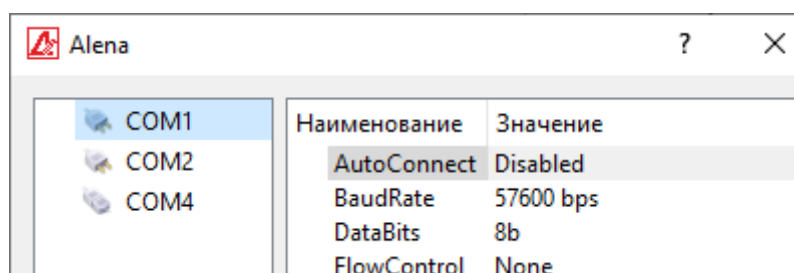 Alena ?
COM1
COM2
COM4
Наименование Значение
AutoConnect Disabled
BaudRate 57600 bps
DataBits 8b
FlowControl None